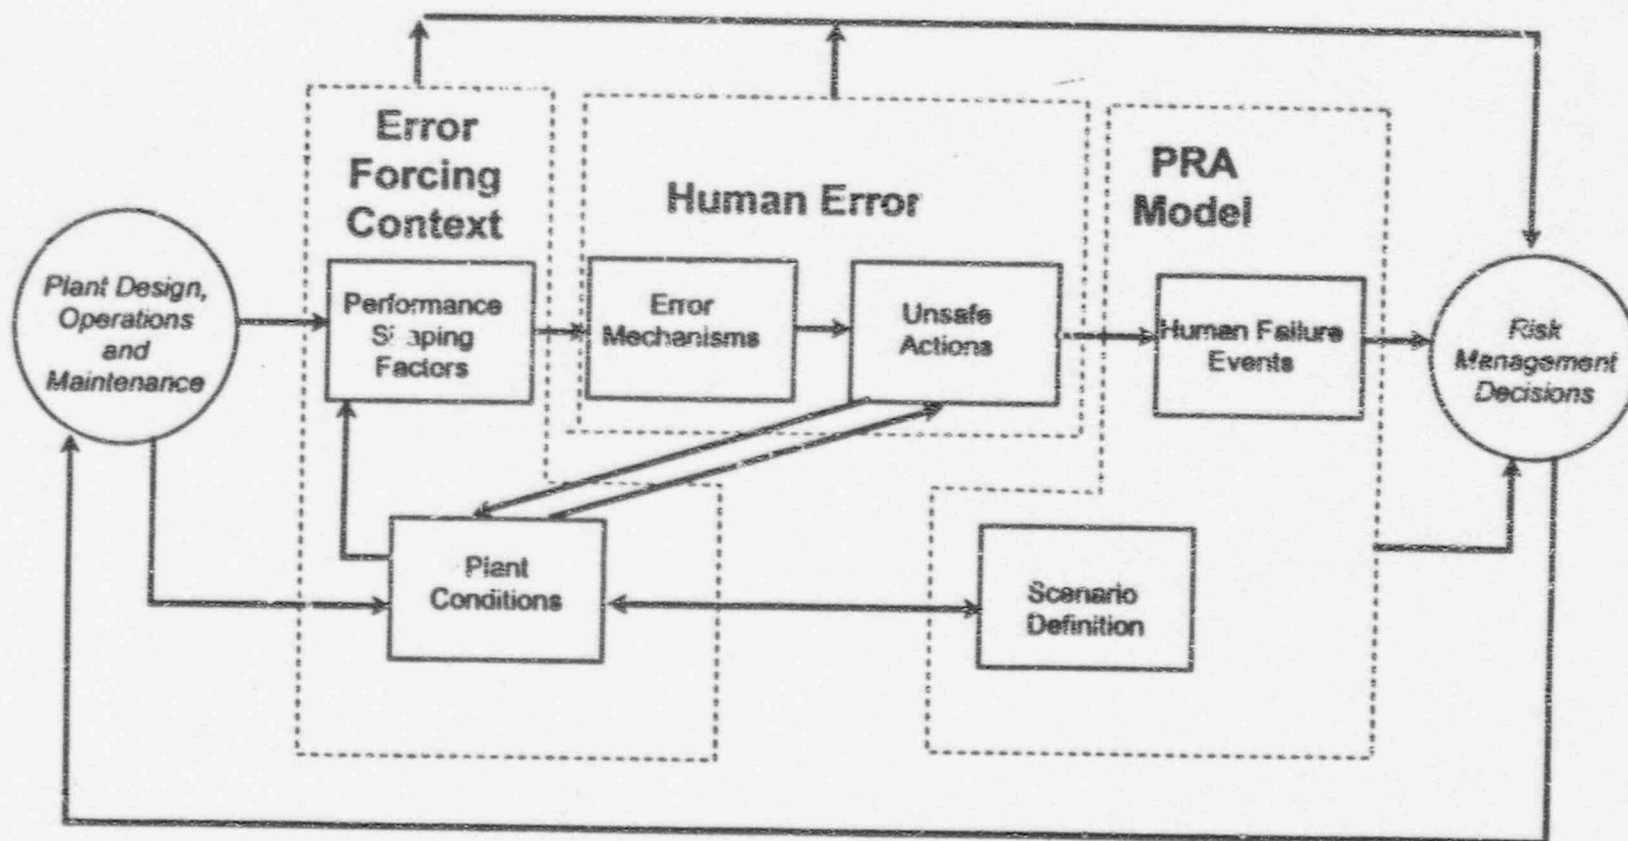 Error
Forcing
Context
Human Error
PRA
Model
Plant Design,
Operations
and
Maintenance
Performance
Shaping
Factors
Error
Mechanisms
Unsafe
Actions
Human Failure
Events
Risk
Management
Decisions
Plant
Conditions
Scenario
Definition